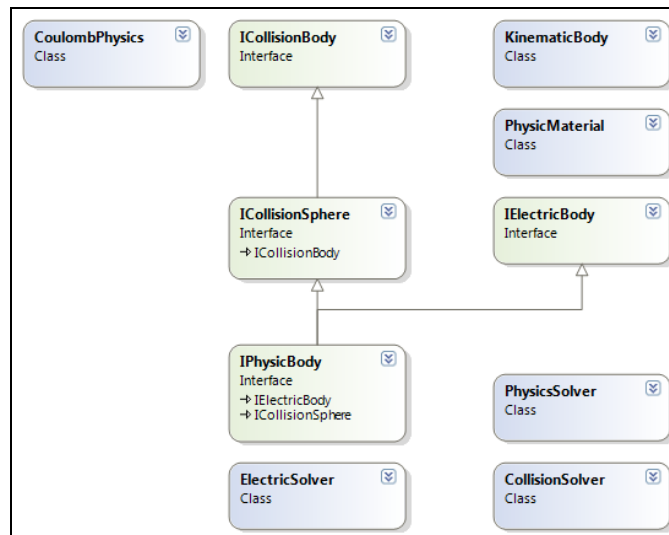 CoulombPhysics
Class
ICollisionBody
Interface
KinematicBody
Class
PhysicMaterial
Class
ICollisionSphere
Interface
ICollisionBody
IElectricBody
Interface
IPhysicBody
Interface
IElectricBody
ICollisionSphere
PhysicsSolver
Class
ElectricSolver
Class
CollisionSolver
Class